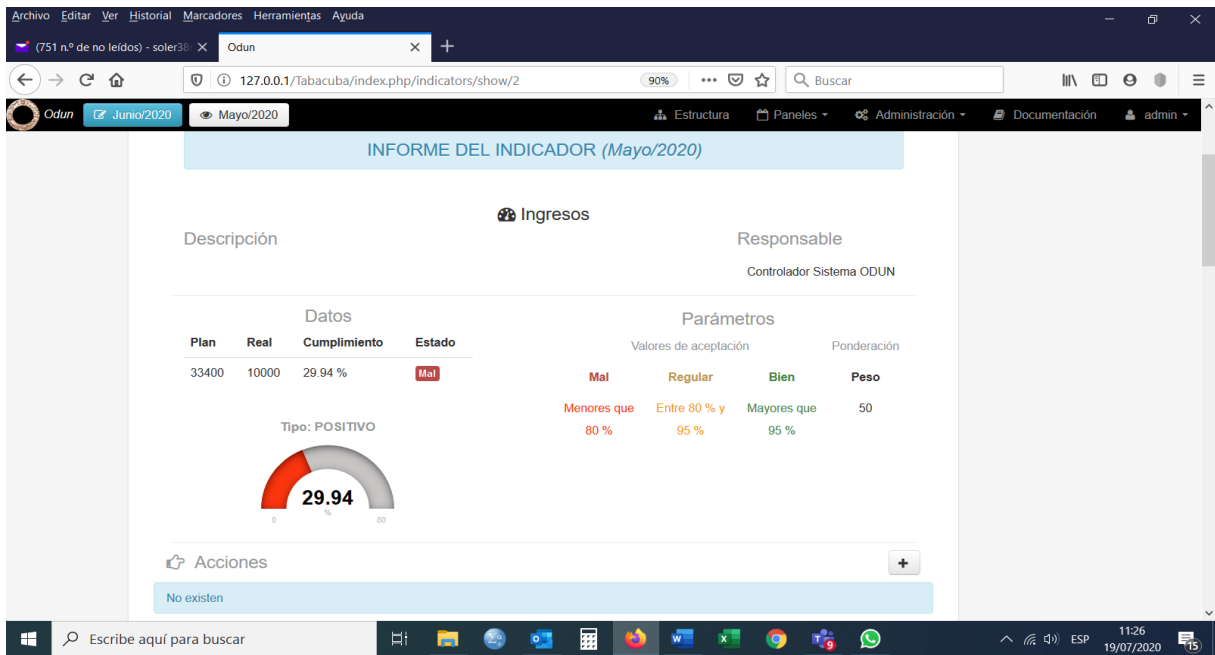 Archivo Editar Ver Historial Marcadores Herramientas Ayuda
(751 n.º de no leídos) - soler38
Odun
127.0.0.1/Tabacuba/index.php/indicators/show/2
90%
Buscar
Odun Junio/2020 Mayo/2020 Estructura Paneles Administración Documentación admin
INFORME DEL INDICADOR (Mayo/2020)
Ingresos
Descripción
Responsable
Controlador Sistema ODUN
Datos
Plan Real Cumplimiento Estado
33400 10000 29.94 % Mal
Tipo: POSITIVO
29.94
%
0 80
Parámetros
Valores de aceptación Ponderación
Mal Regular Bien Peso
Menores que Entre 80 % y Mayores que 50
80 % 95 % 95 %
Acciones
No existen
Escribe aquí para buscar
9
ESP
11:26
19/07/2020
15